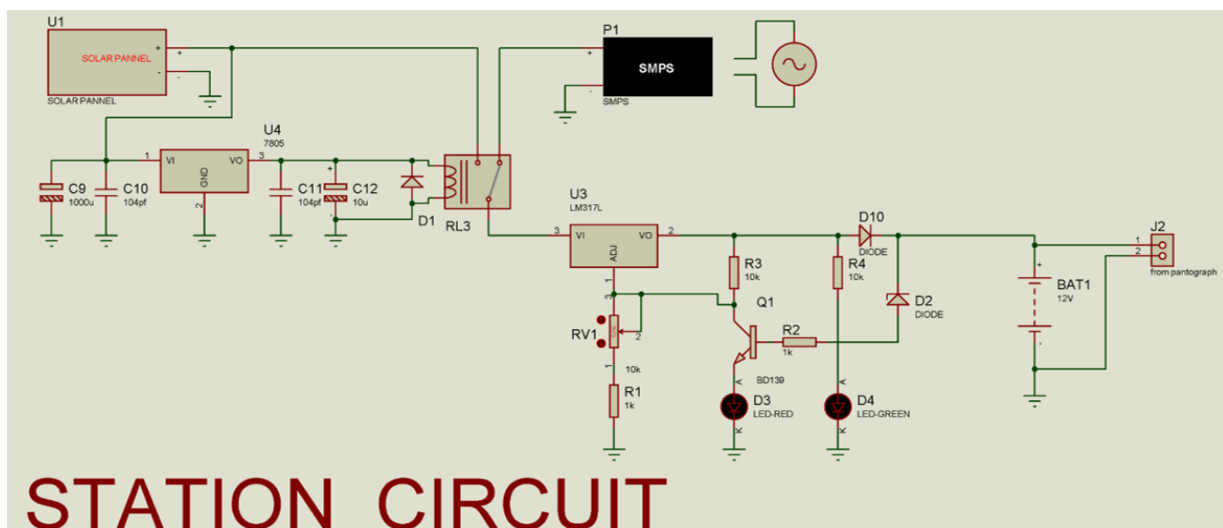 U1
SOLAR PANNEL
+
+
-
-
SOLAR PANNEL
P1
+
SMPS
-
SMPS
U4
7805
1
VI
VO
3
GND
2
C9
1000u
C10
104pf
C11
104pf
+
C12
10u
-
D1
RL3
U3
LM317L
3
VI
VO
2
ADJ
1
D10
DIODE
J2
1
2
from pantograph
R3
10k
R4
10k
D2
DIODE
+
BAT1
12V
-
Q1
R2
1k
BD139
3
RV1
2
1
10k
R1
1k
A
D3
LED-RED
K
A
D4
LED-GREEN
K
STATION CIRCUIT